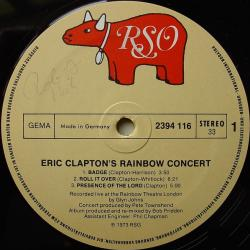 RSO
GEMA
Made in Germany
2394 116
STEREO
33
1
ERIC CLAPTON'S RAINBOW CONCERT
1. BADGE (Clapton-Harrison) 3:50
2. ROLL IT OVER (Clapton-Whitlock) 6:21
3. PRESENCE OF THE LORD (Clapton) 5:00
Recorded live at the Rainbow Theatre London
by Glyn Johns
Concert produced by Pete Townshend
Album produced and re-mixed by Bob Pridden
Assistant Engineer: Phil Chapman
℗ 1973 RSO